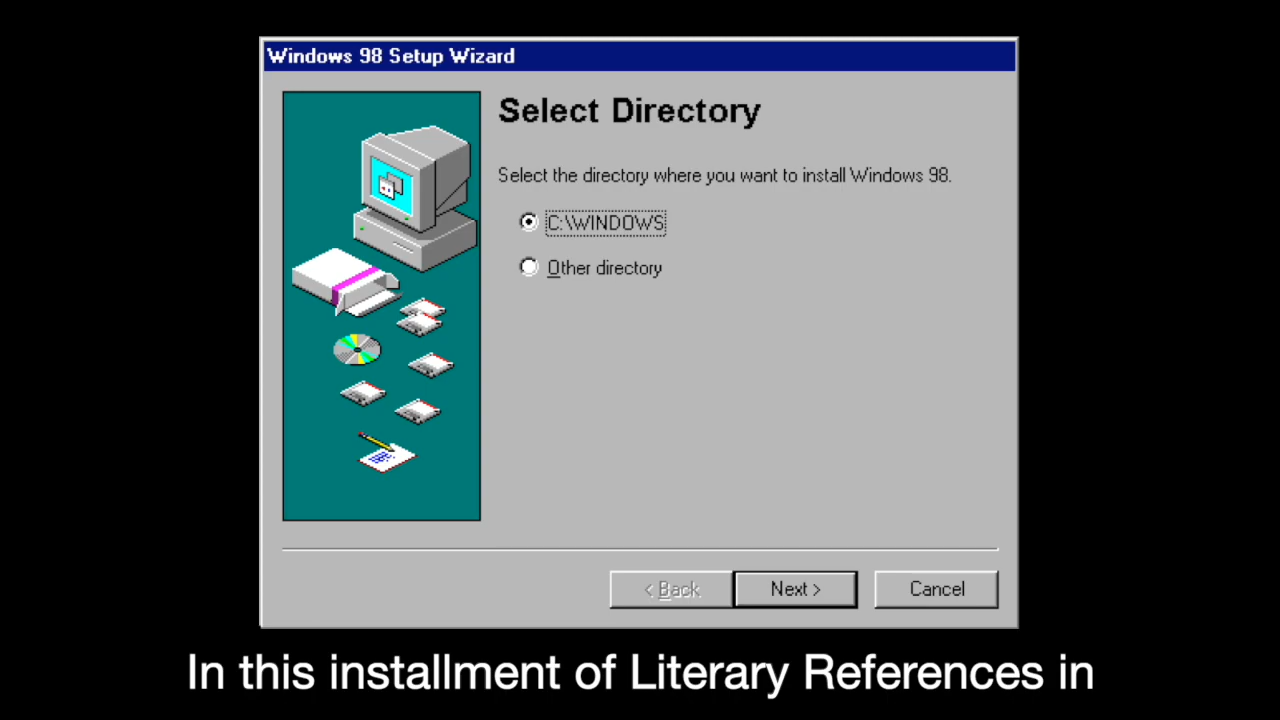 Windows 98 Setup Wizard
Select Directory
Select the directory where you want to install Windows 98.
C:\WINDOWS
Other directory
< Back
Next >
Cancel
In this installment of Literary References in